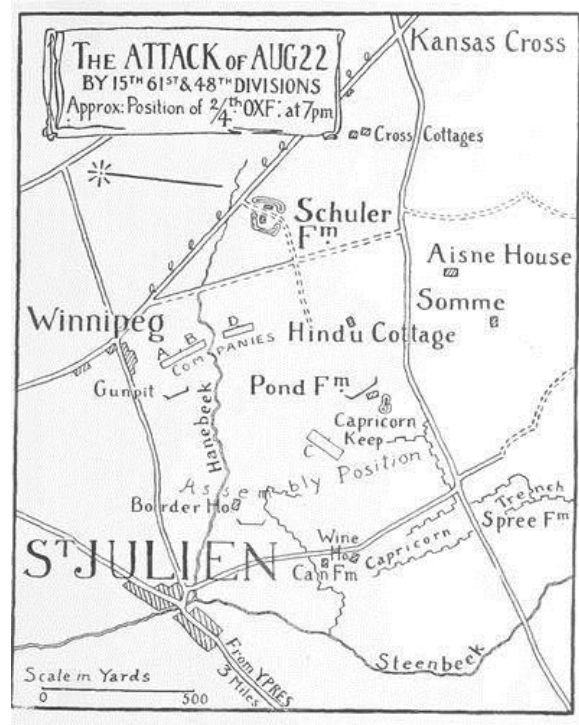 THE ATTACK OF AUG 22
BY 15TH 61ST & 48TH DIVISIONS
Approx: Position of 2/4th OXF: at 7pm
Kansas Cross
Cross Cottages
Schuler
Fm.
Aisne House
Somme
Winnipeg
A
B
D
COMPANIES
Hindu Cottage
Gunpit
Pond Fm.
Hanebeek
Capricorn
Keep
C
Assembly Position
Border Ho
Trench
Spree Fm
Wine
Ho
Capricorn
ST JULIEN
Cain Fm
Steenbeek
From YPRES
3 Miles
Scale in Yards
0 500